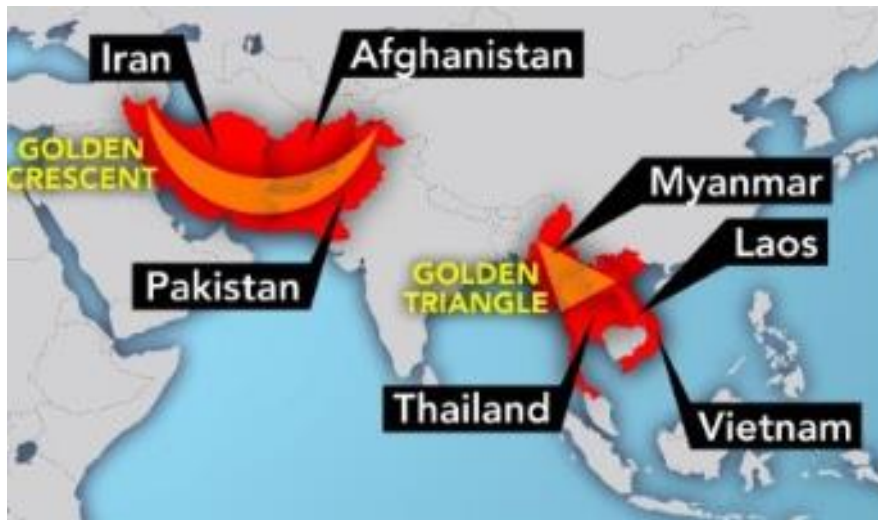 Iran
Afghanistan
GOLDEN
CRESCENT
Pakistan
Myanmar
Laos
GOLDEN
TRIANGLE
Thailand
Vietnam